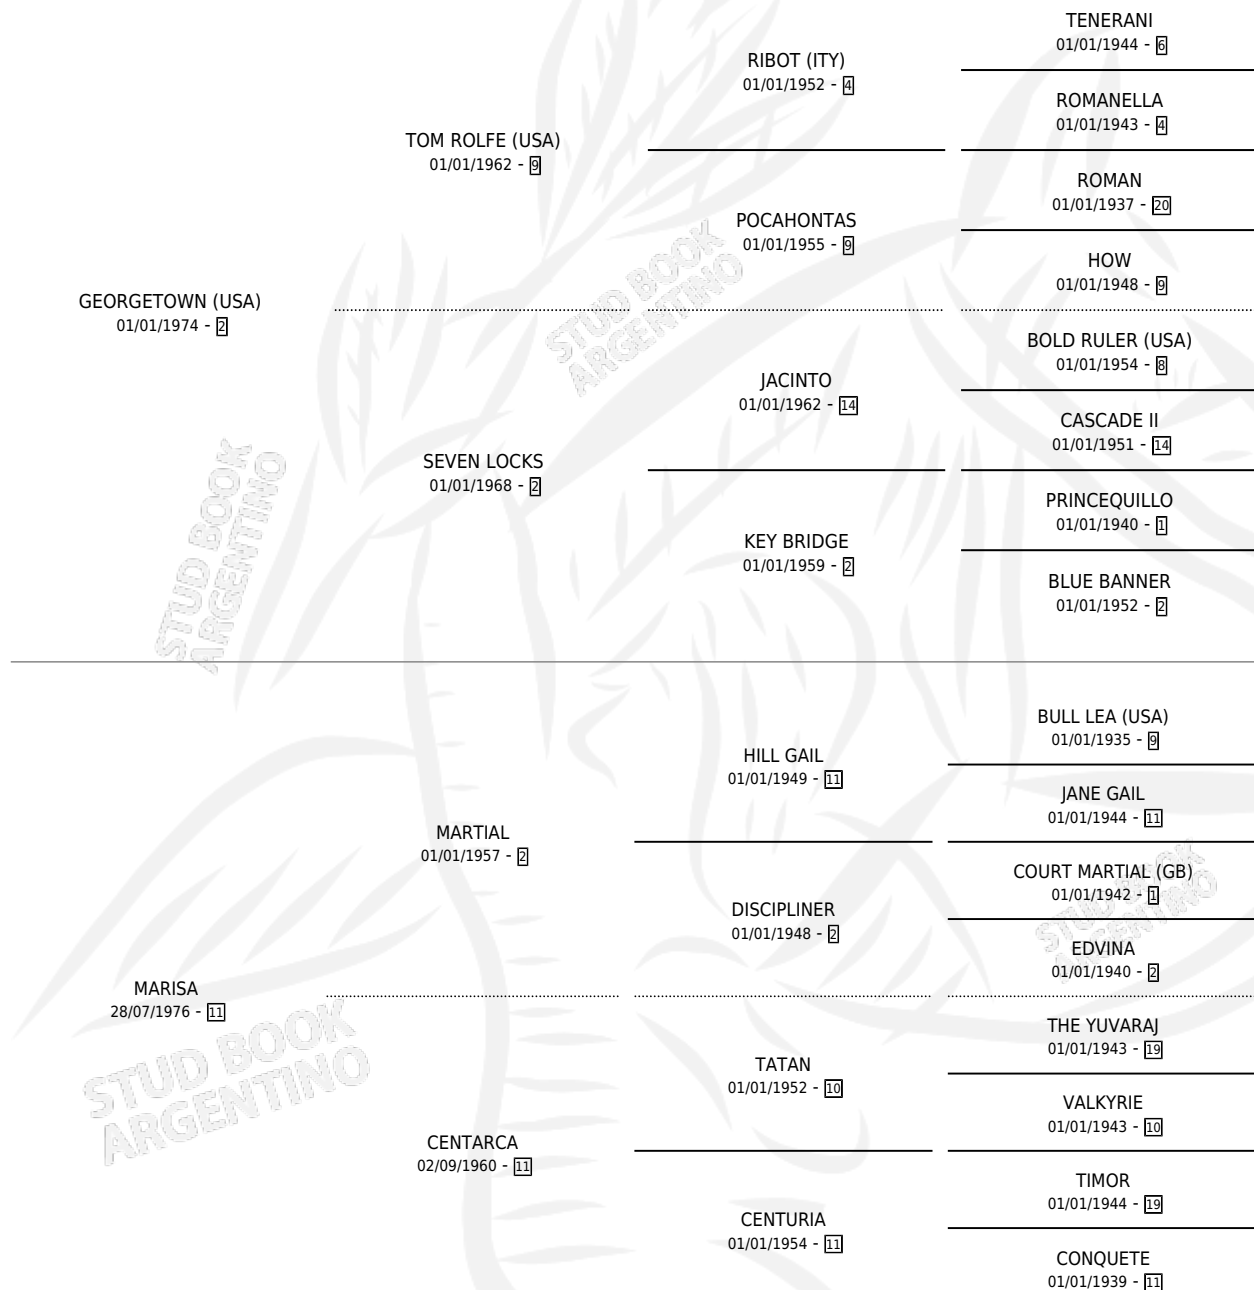 TENERANI
01/01/1944 - 6
RIBOT (ITY)
01/01/1952 - 4
ROMANELLA
01/01/1943 - 4
TOM ROLFE (USA)
01/01/1962 - 9
ROMAN
01/01/1937 - 20
POCAHONTAS
01/01/1955 - 9
HOW
01/01/1948 - 9
GEORGETOWN (USA)
01/01/1974 - 2
STUD BOOK
ARGENTINO
BOLD RULER (USA)
01/01/1954 - 8
JACINTO
01/01/1962 - 14
CASCADE II
01/01/1951 - 14
SEVEN LOCKS
01/01/1968 - 2
PRINCEQUILLO
01/01/1940 - 1
KEY BRIDGE
01/01/1959 - 2
BLUE BANNER
01/01/1952 - 2
STUD BOOK
ARGENTINO
BULL LEA (USA)
01/01/1935 - 9
HILL GAIL
01/01/1949 - 11
JANE GAIL
01/01/1944 - 11
MARTIAL
01/01/1957 - 2
COURT MARTIAL (GB)
01/01/1942 - 1
DISCIPLINER
01/01/1948 - 2
EDVINA
01/01/1940 - 2
STUD BOOK
ARGENTINO
MARISA
28/07/1976 - 11
THE YUVARAJ
01/01/1943 - 19
TATAN
01/01/1952 - 10
VALKYRIE
01/01/1943 - 10
STUD BOOK
ARGENTINO
CENTARCA
02/09/1960 - 11
TIMOR
01/01/1944 - 19
CENTURIA
01/01/1954 - 11
CONQUETE
01/01/1939 - 11